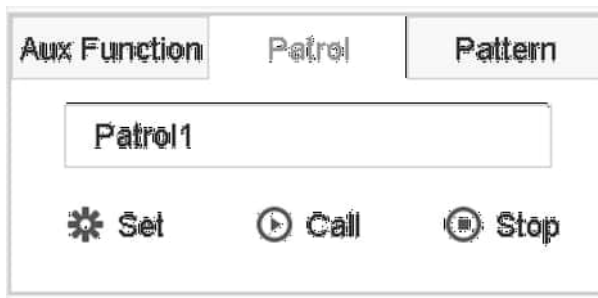 Aux Function Patrol Pattern
Patrol1
Set Call Stop